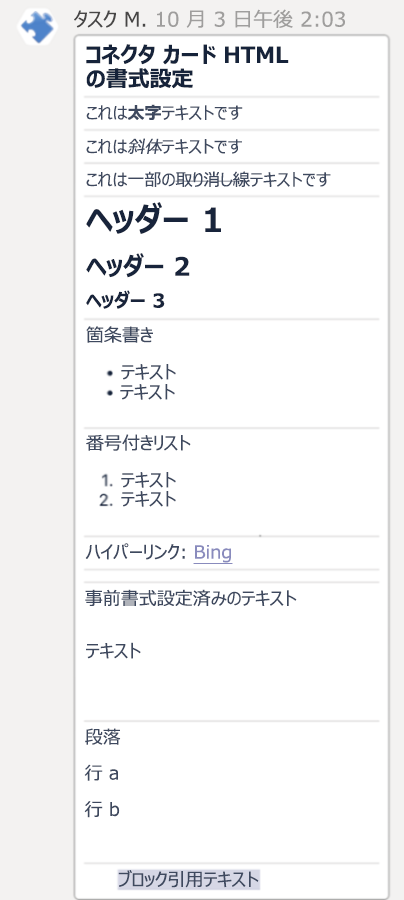 タスク M. 10 月 3 日午後 2:03
コネクタ カード HTML
の書式設定
これは太字テキストです
これは斜体テキストです
これは一部の取り消し線テキストです
ヘッダー 1
ヘッダー 2
ヘッダー 3
箇条書き
• テキスト
• テキスト
番号付きリスト
1. テキスト
2. テキスト
ハイパーリンク: Bing
事前書式設定済みのテキスト
テキスト
段落
行 a
行 b
ブロック引用テキスト